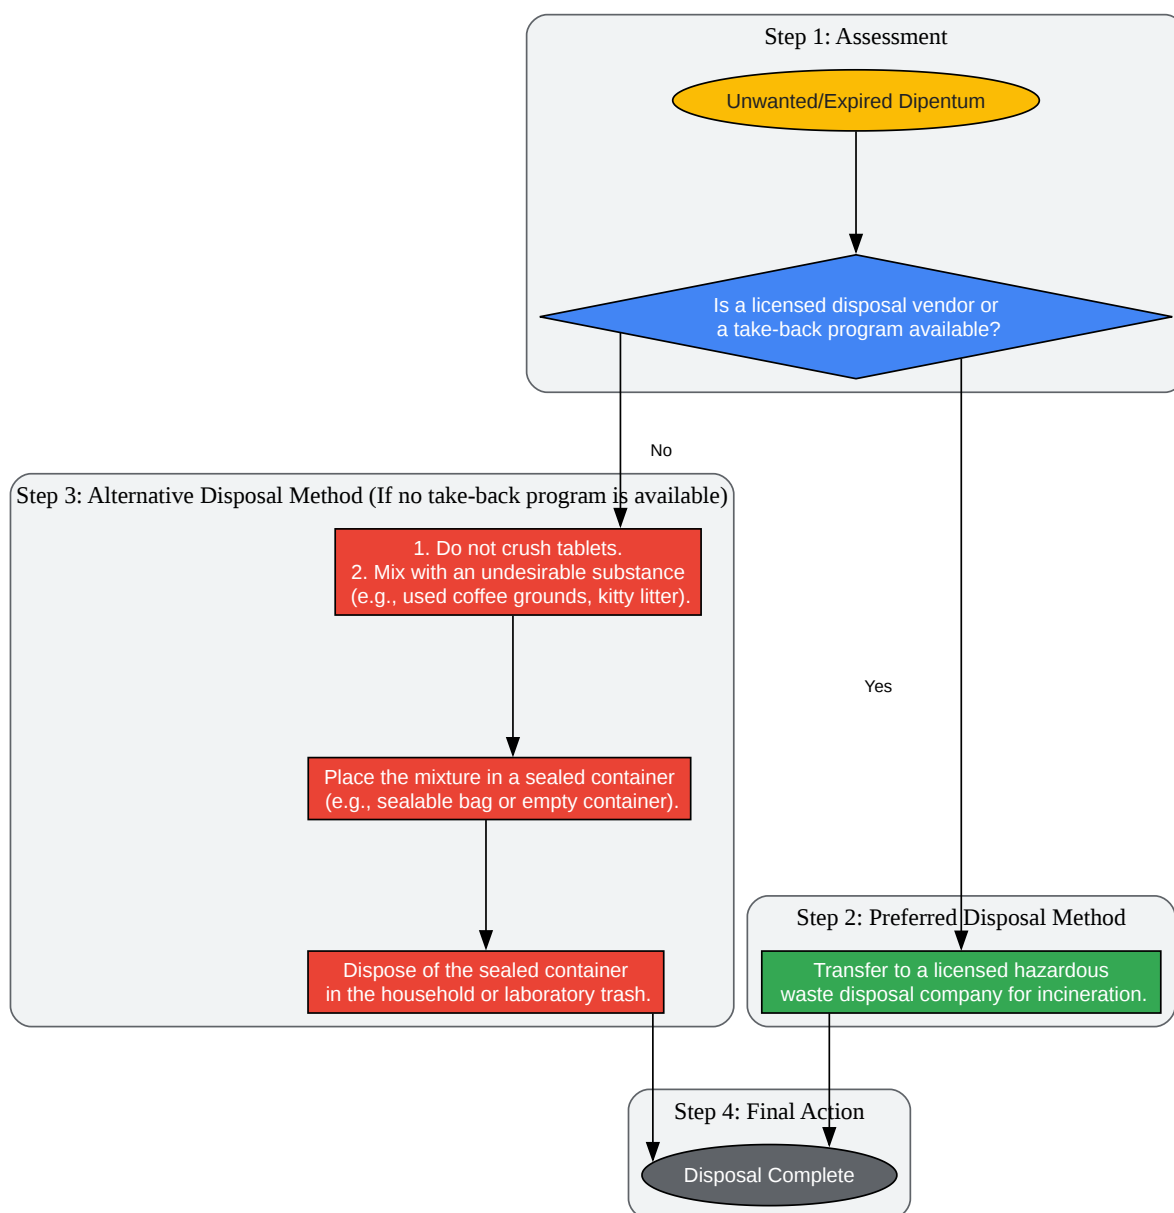 Step 1: Assessment
Unwanted/Expired Dipentum
Is a licensed disposal vendor or
a take-back program available?
No
Step 3: Alternative Disposal Method (If no take-back program is available)
1. Do not crush tablets.
2. Mix with an undesirable substance
(e.g., used coffee grounds, kitty litter).
Yes
Place the mixture in a sealed container
(e.g., sealable bag or empty container).
Step 2: Preferred Disposal Method
Dispose of the sealed container
in the household or laboratory trash.
Transfer to a licensed hazardous
waste disposal company for incineration.
Step 4: Final Action
Disposal Complete